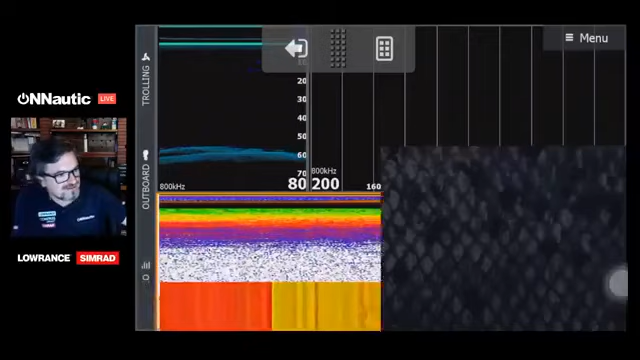 ONNautic LIVE
LOWRANCE SIMRAD
TROLLING
OUTBOARD
Menu
20
30
40
50
60
70
80
800kHz
800kHz
200
160